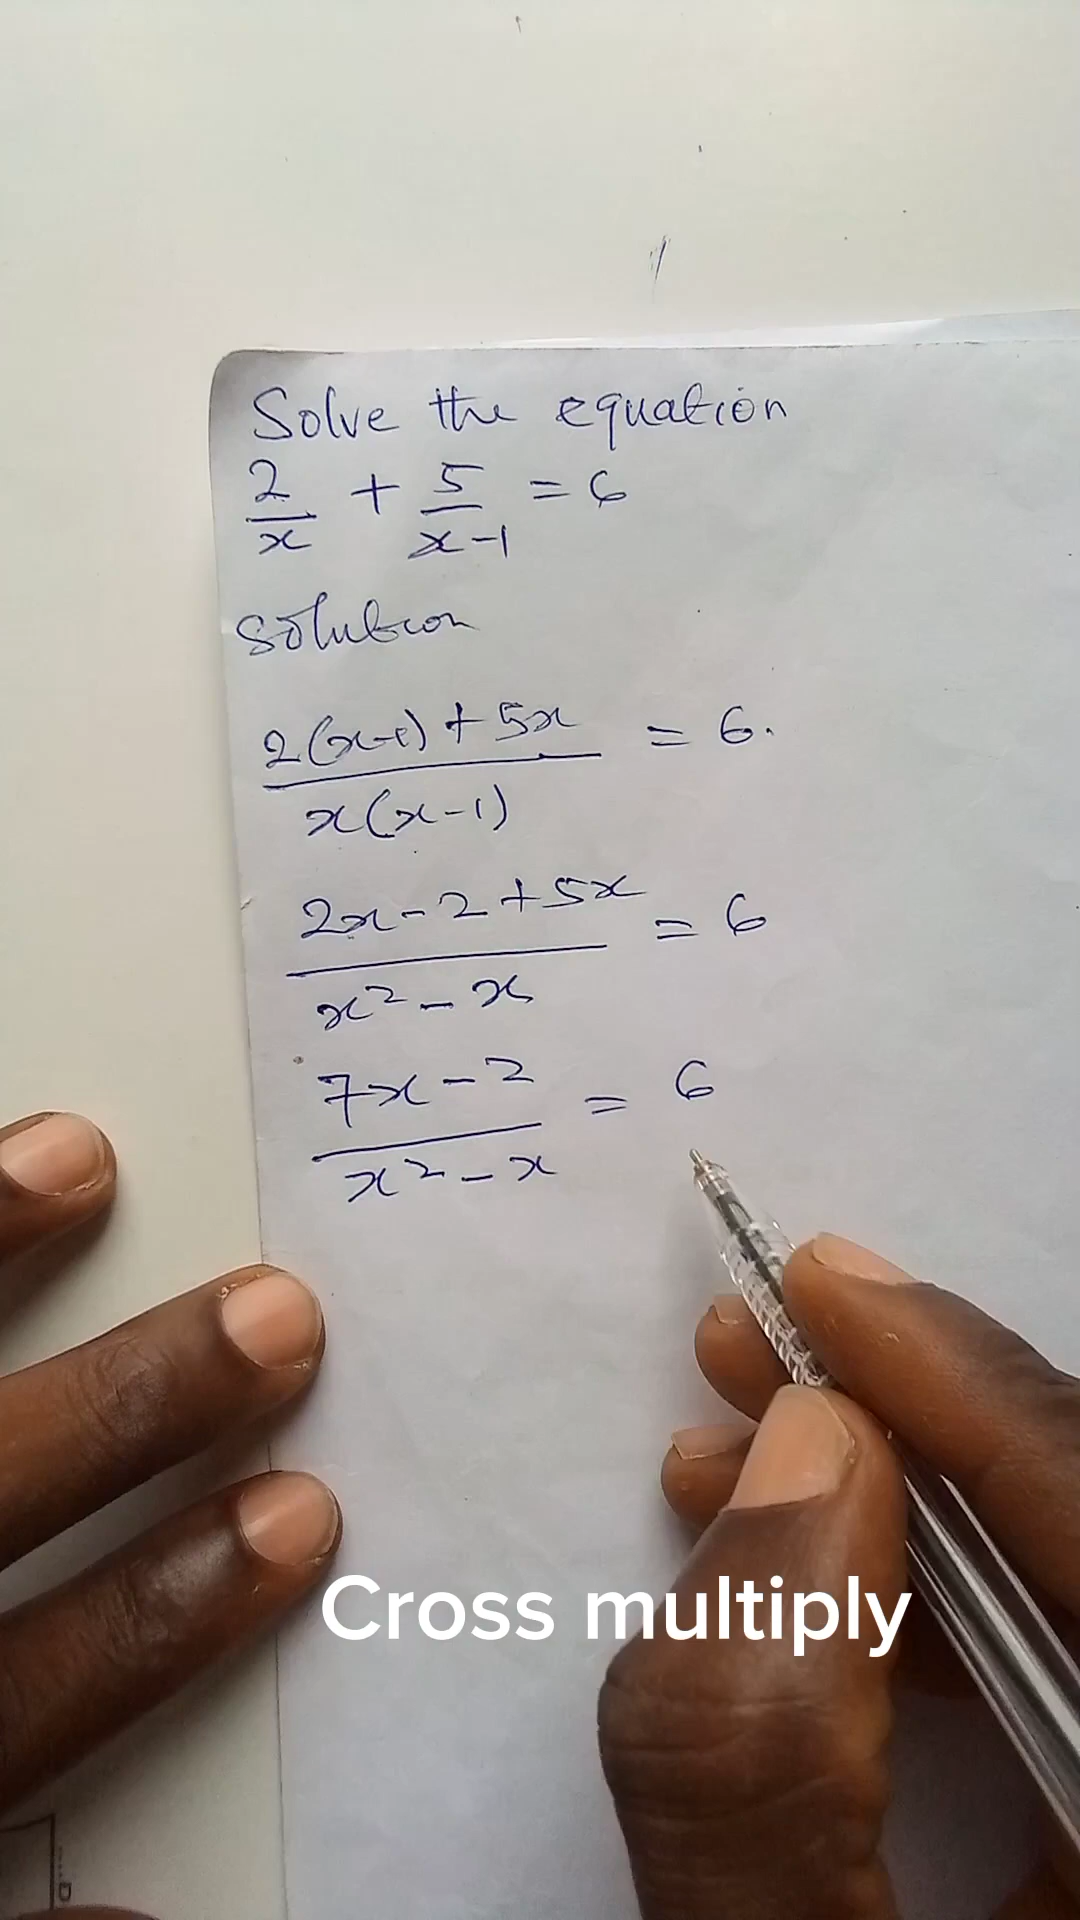 Solve the equation
2/x + 5/x-1 = 6
Solution
2(x-1) + 5x / x(x-1) = 6.
2x-2+5x / x² - x = 6
7x-2 / x² - x = 6
Cross multiply